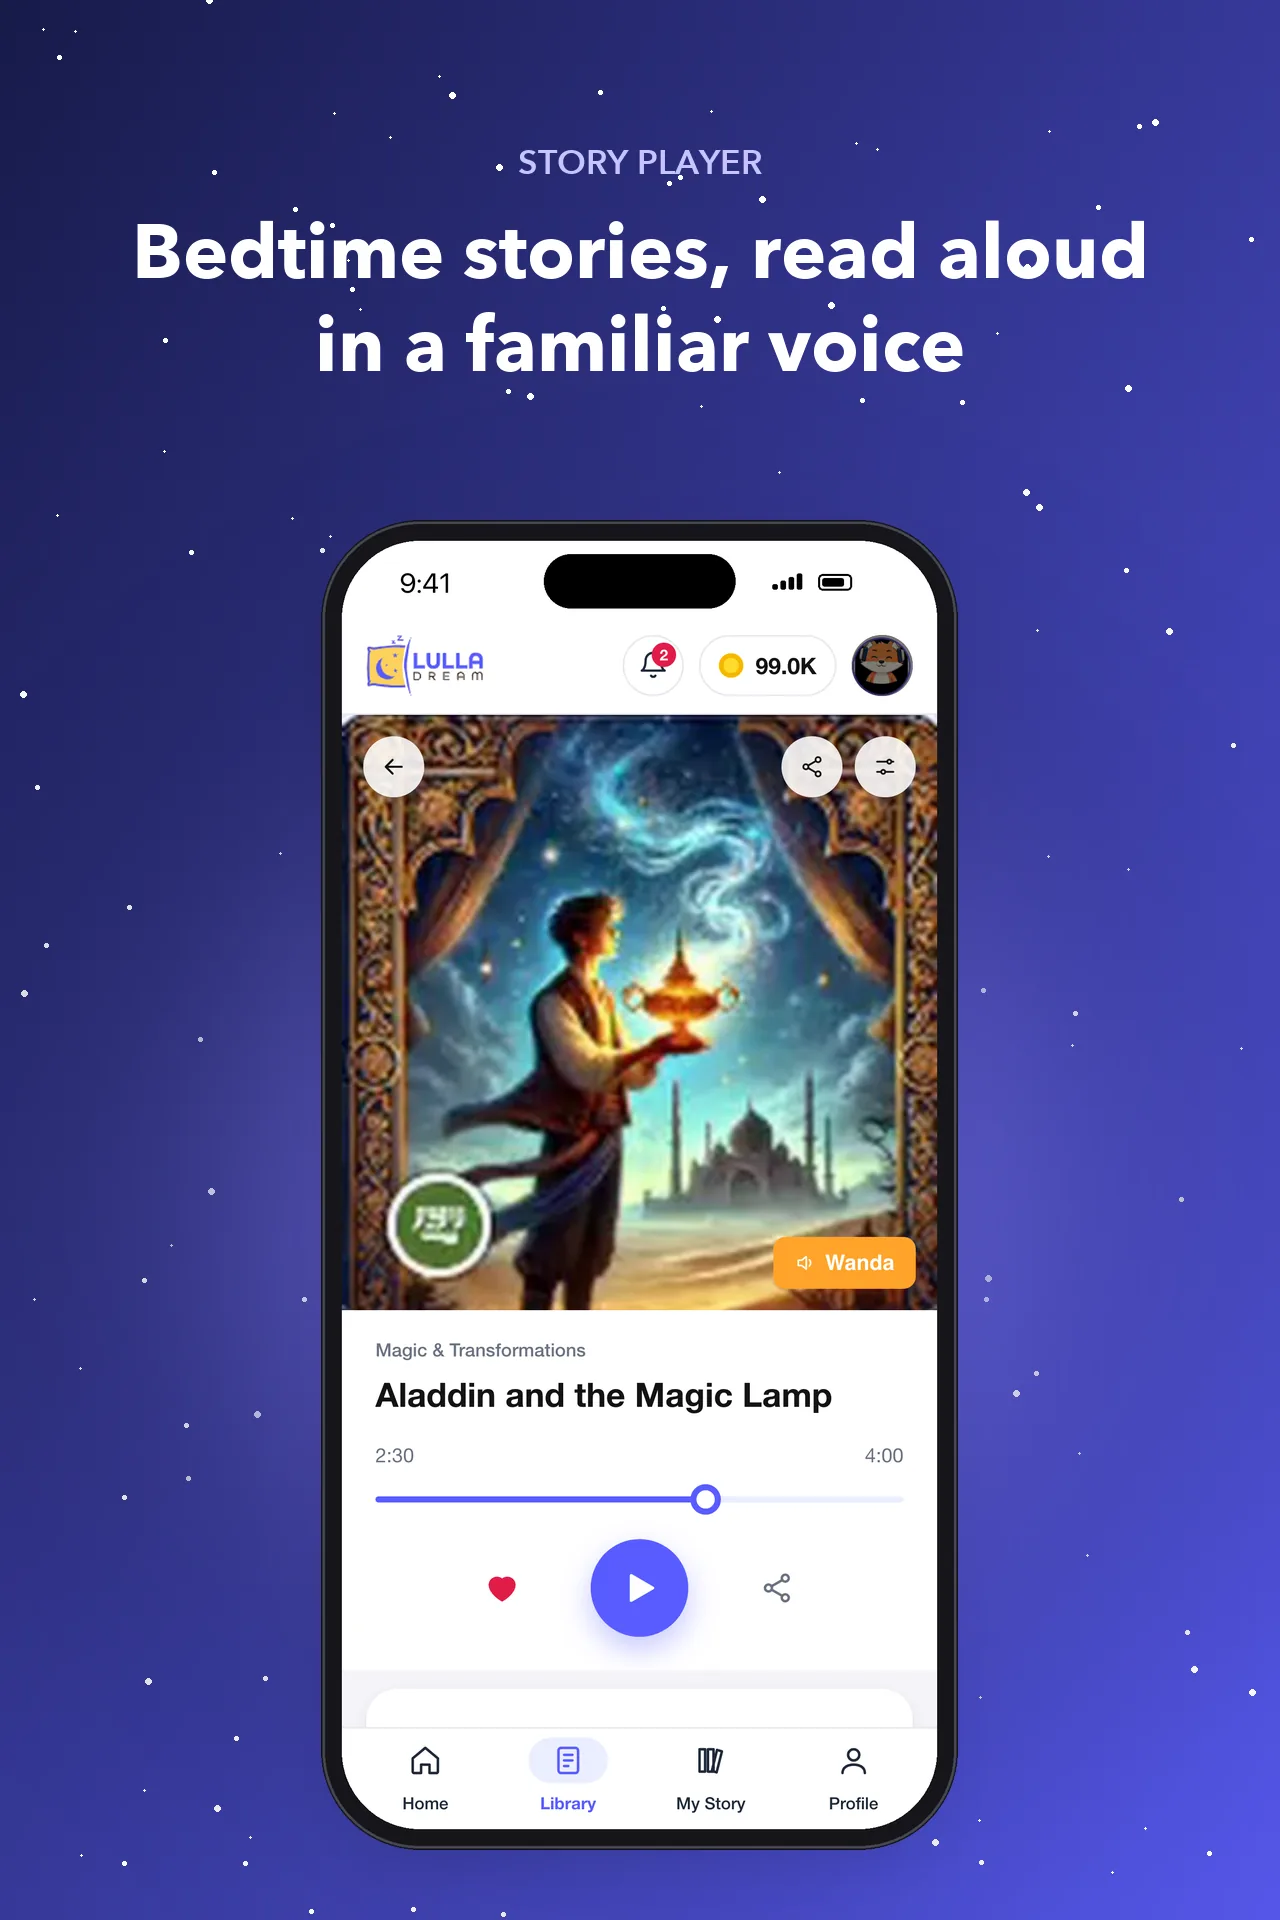 STORY PLAYER
Bedtime stories, read aloud
in a familiar voice
9:41
LULLA
DREAM
2
99.0K
Wanda
Magic & Transformations
Aladdin and the Magic Lamp
2:30
4:00
Home
Library
My Story
Profile